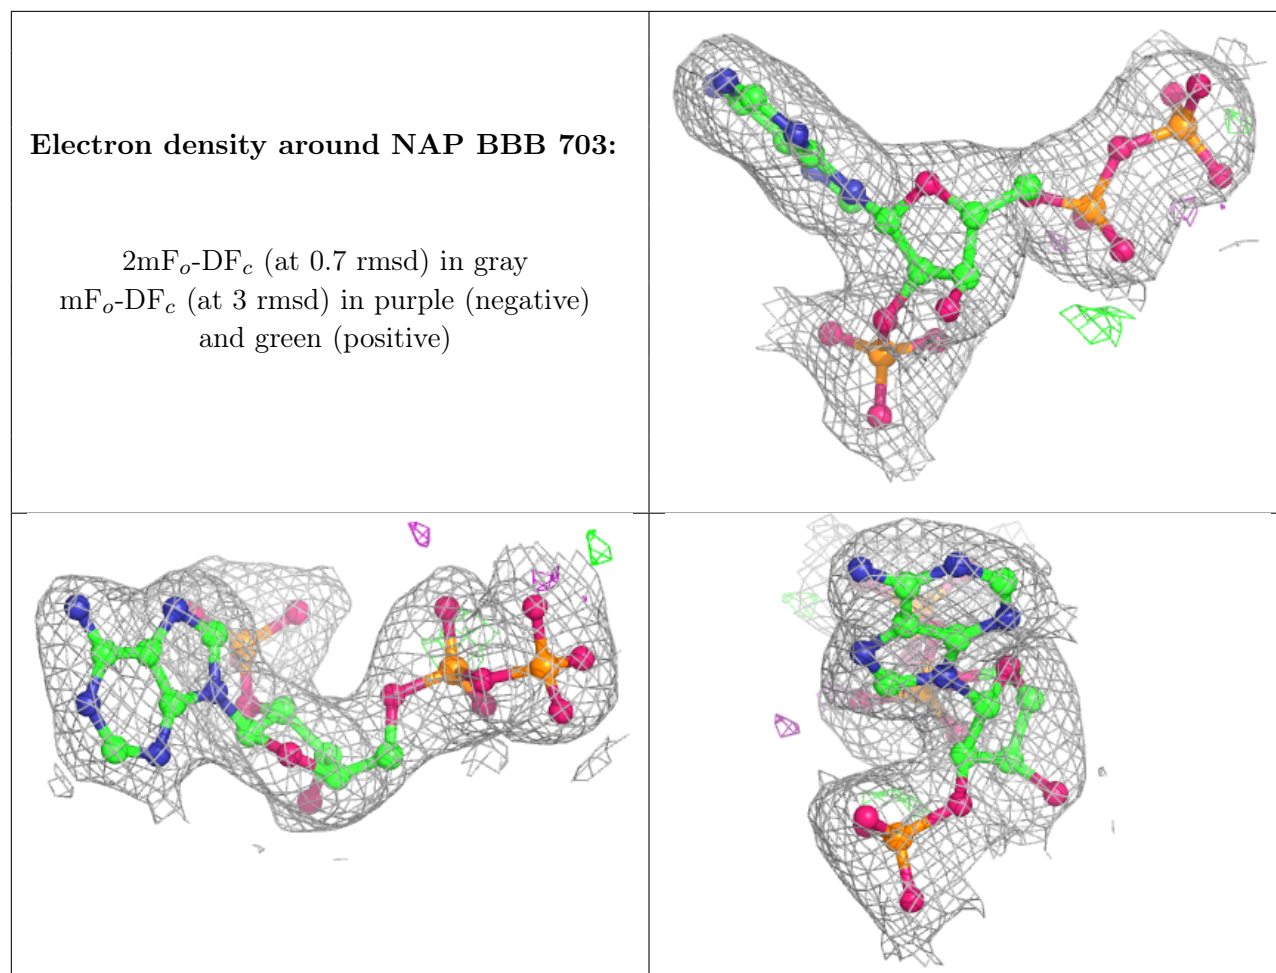 Electron density around NAP BBB 703:
2mFo-DFc (at 0.7 rmsd) in gray
mFo-DFc (at 3 rmsd) in purple (negative)
and green (positive)